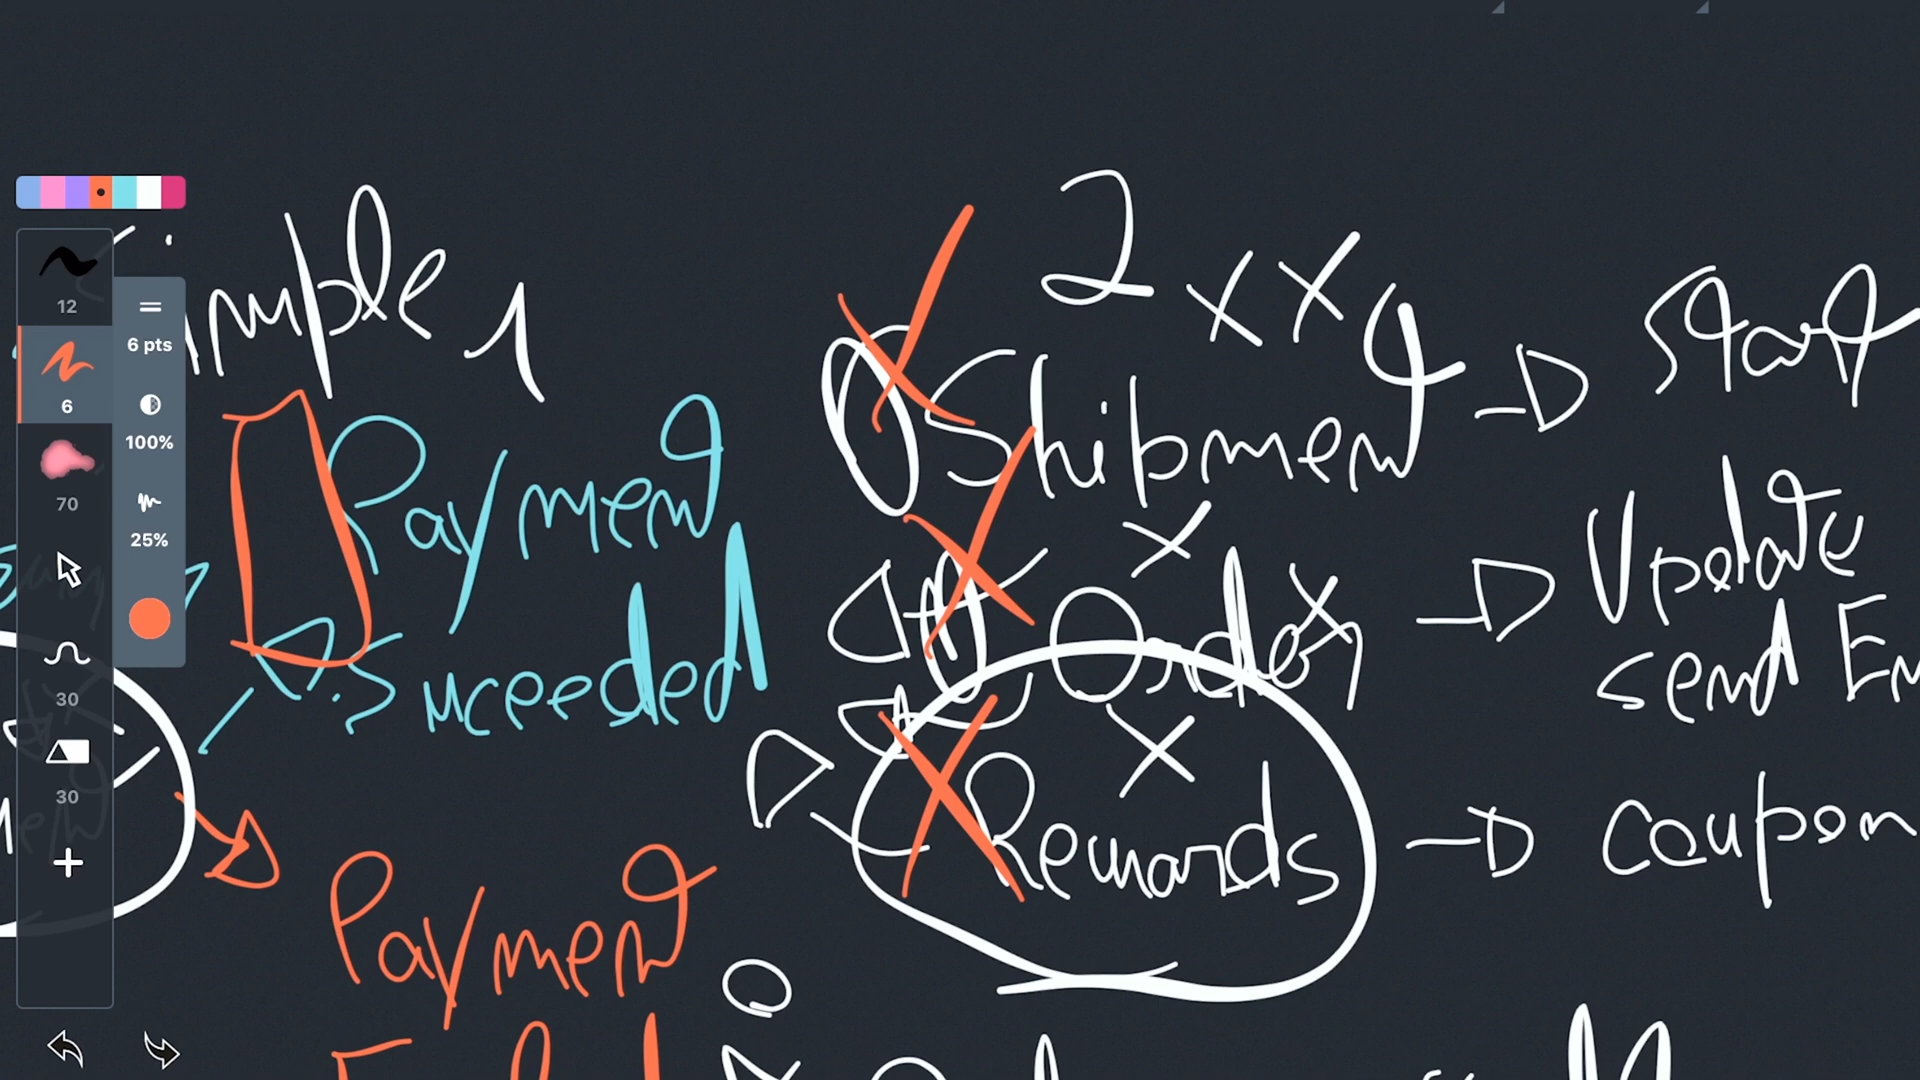 mple 1
2xx
Shipment
start
Payment
Succeeded
Order
Update
send Em
Rewards
coupon
Payment
12
6
70
30
30
6 pts
100%
25%